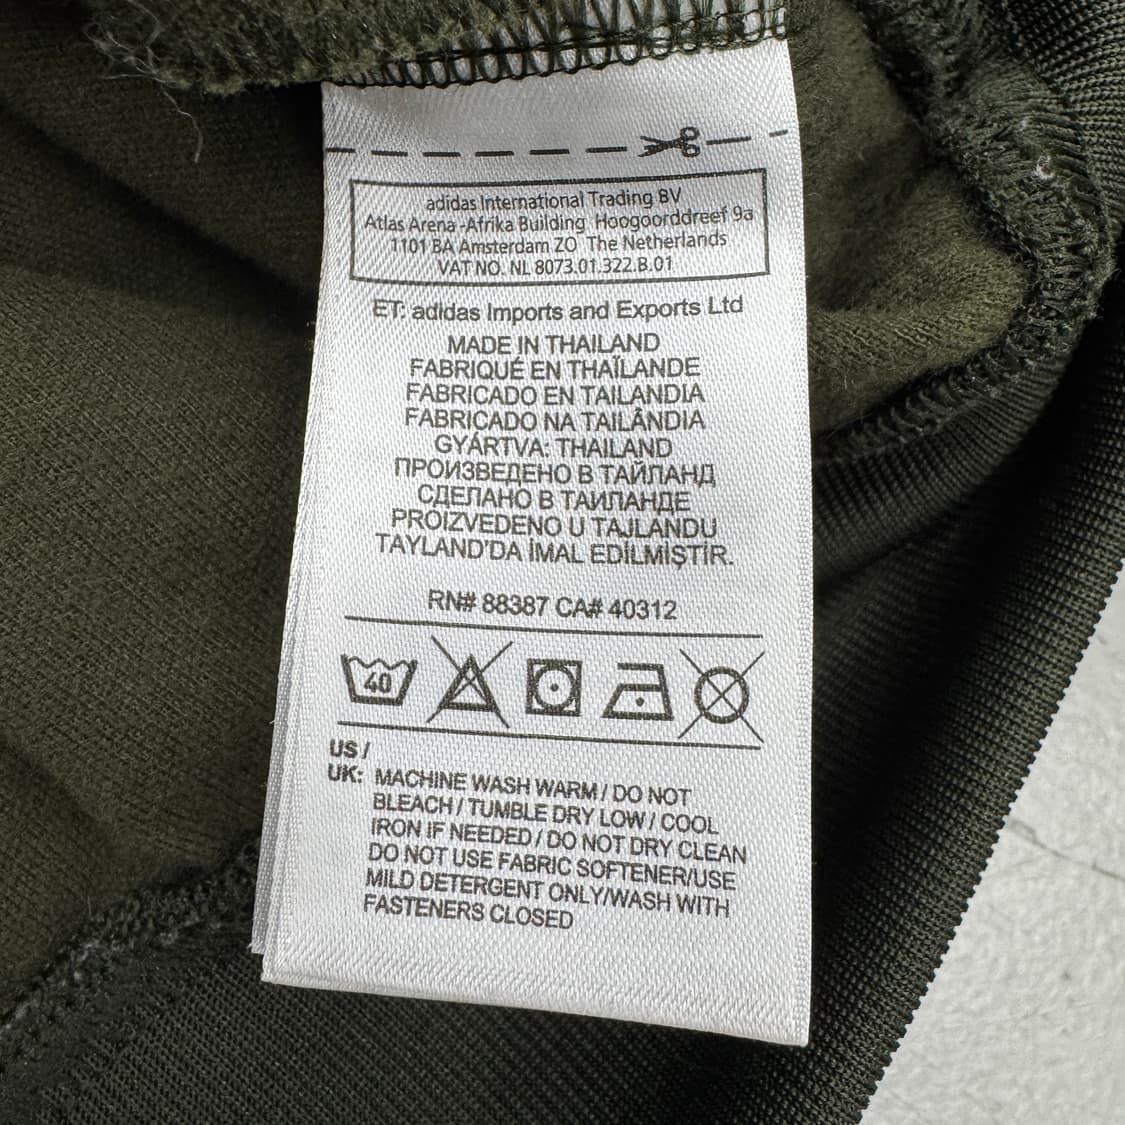 adidas International Trading BV
Atlas Arena -Afrika Building Hoogoorddreef 9a
1101 BA Amsterdam ZO The Netherlands
VAT NO. NL 8073.01.322.B.01
ET: adidas Imports and Exports Ltd
MADE IN THAILAND
FABRIQUÉ EN THAÏLANDE
FABRICADO EN TAILANDIA
FABRICADO NA TAILÂNDIA
GYÁRTVA: THAILAND
ПРОИЗВЕДЕНО В ТАЙЛАНД
СДЕЛАНО В ТАИЛАНДЕ
PROIZVEDENO U TAJLANDU
TAYLAND'DA İMAL EDİLMİŞTİR.
RN# 88387 CA# 40312
40
US /
UK: MACHINE WASH WARM / DO NOT
BLEACH / TUMBLE DRY LOW / COOL
IRON IF NEEDED / DO NOT DRY CLEAN
DO NOT USE FABRIC SOFTENER/USE
MILD DETERGENT ONLY/WASH WITH
FASTENERS CLOSED